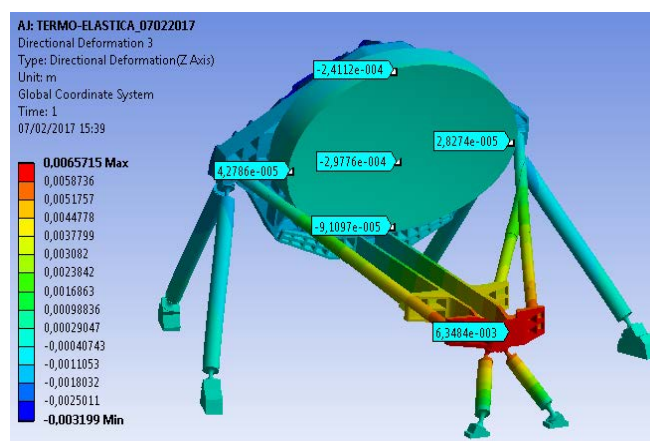 AJ: TERMO-ELASTICA_07022017
Directional Deformation 3
Type: Directional Deformation(Z Axis)
Unit: m
Global Coordinate System
Time: 1
07/02/2017 15:39
0,0065715 Max
0,0058736
0,0051757
0,0044778
0,0037799
0,003082
0,0023842
0,0016863
0,00098836
0,00029047
-0,00040743
-0,0011053
-0,0018032
-0,0025011
-0,003199 Min
-2,4112e-004
2,8274e-005
-2,9776e-004
4,2786e-005
-9,1097e-005
6,3484e-003